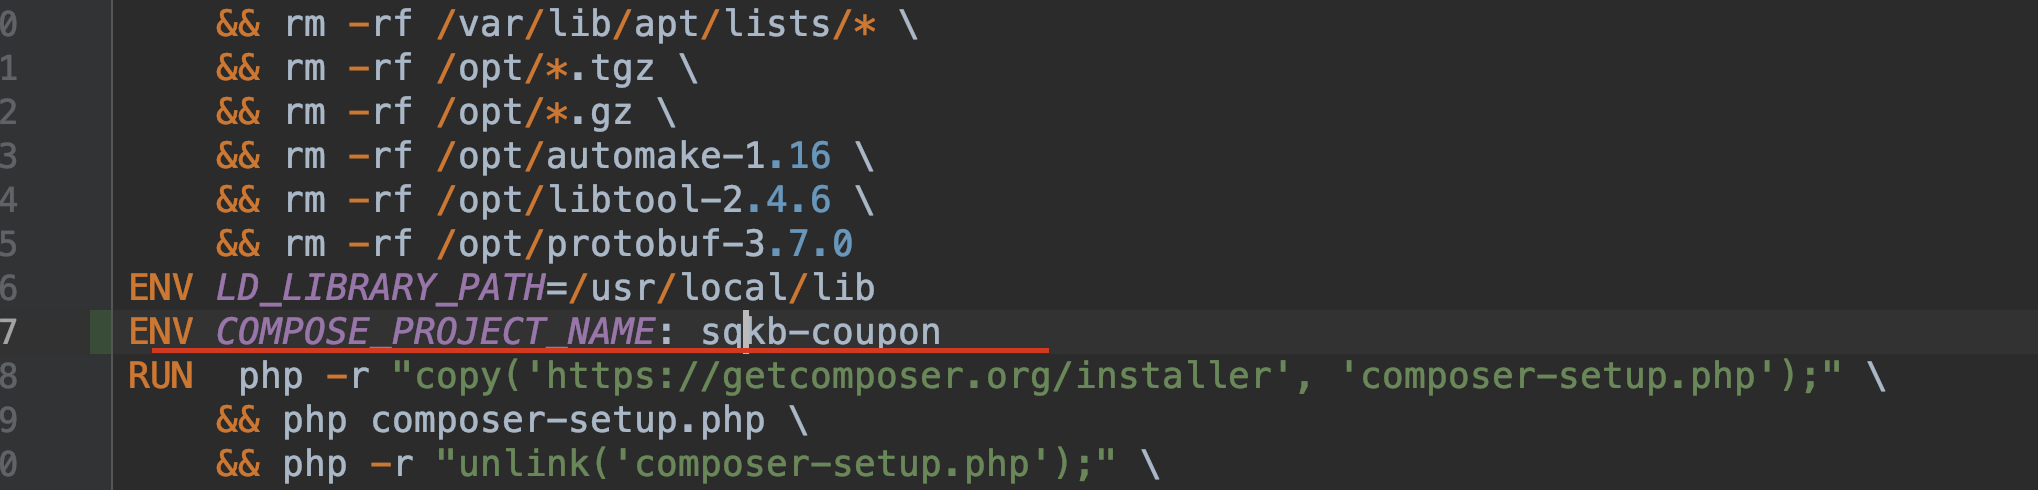 0 && rm -rf /var/lib/apt/lists/* \
1 && rm -rf /opt/*.tgz \
2 && rm -rf /opt/*.gz \
3 && rm -rf /opt/automake-1.16 \
4 && rm -rf /opt/libtool-2.4.6 \
5 && rm -rf /opt/protobuf-3.7.0
6 ENV LD_LIBRARY_PATH=/usr/local/lib
7 ENV COMPOSE_PROJECT_NAME: sqkb-coupon
8 RUN  php -r "copy('https://getcomposer.org/installer', 'composer-setup.php');" \
9 && php composer-setup.php \
0 && php -r "unlink('composer-setup.php');" \